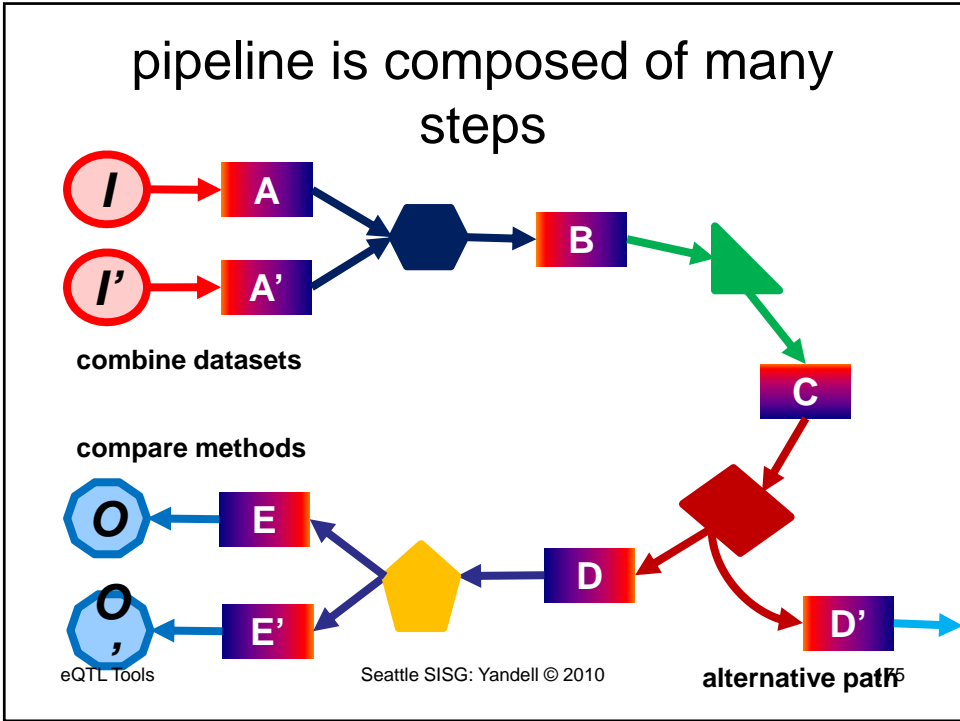 pipeline is composed of many
steps
I
A
I’
A’
B
combine datasets
C
compare methods
O
E
D
O
’
E’
D’
eQTL Tools
Seattle SISG: Yandell © 2010
alternative path